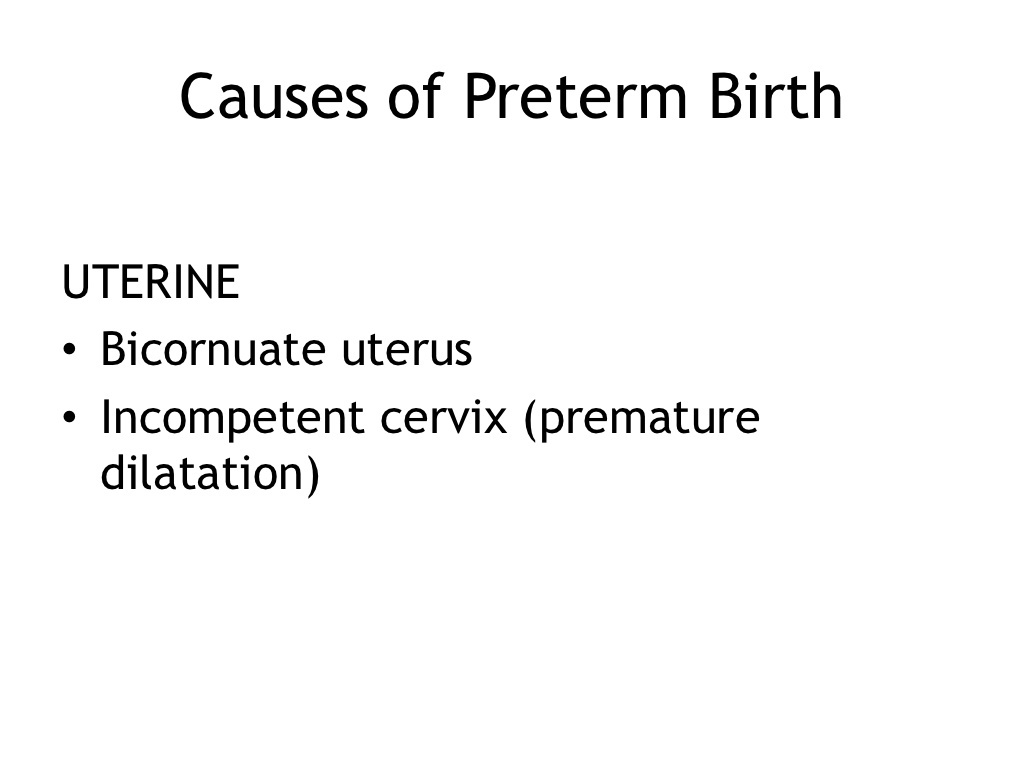 Causes of Preterm Birth
UTERINE
• Bicornuate uterus
• Incompetent cervix (premature
dilatation)